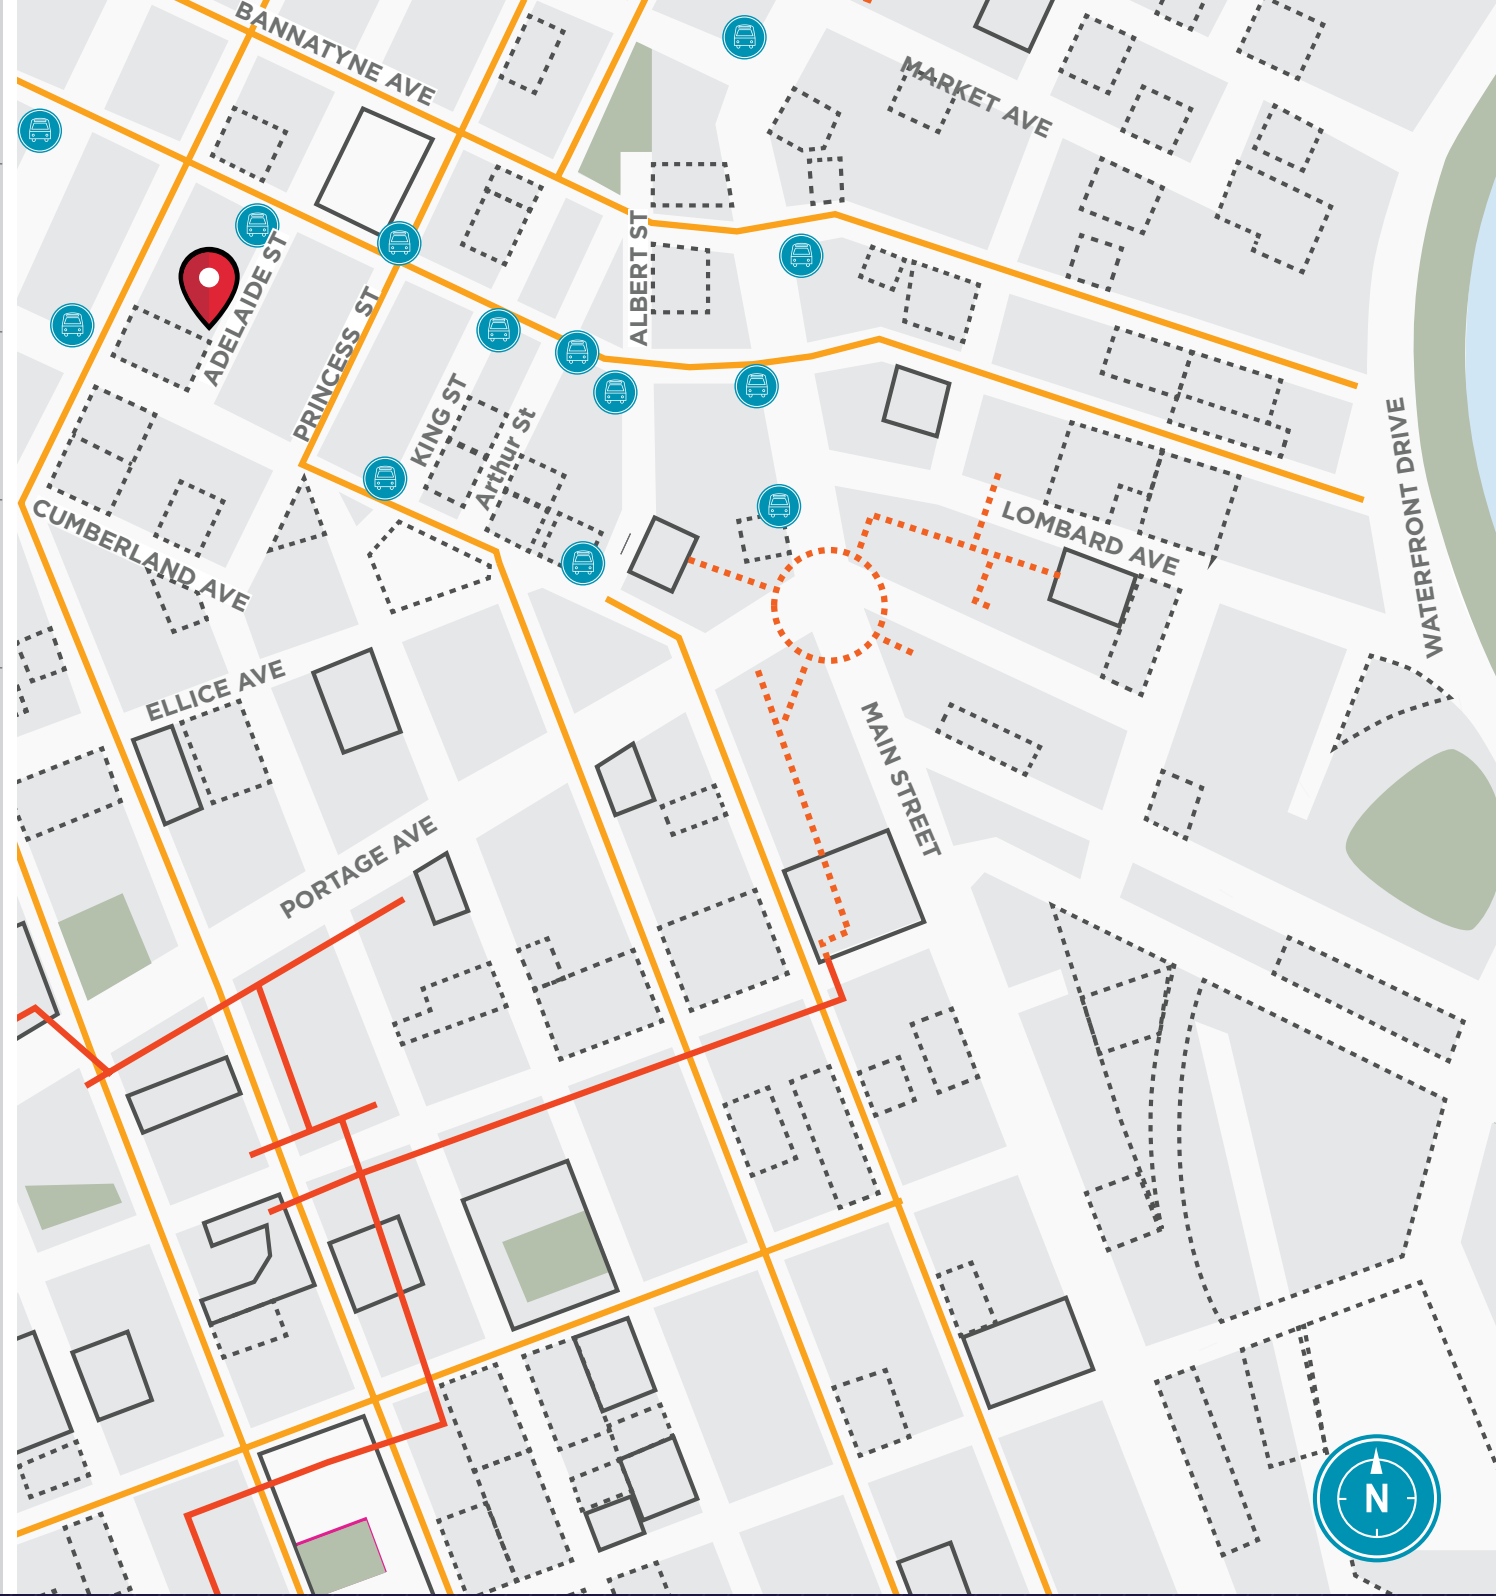 BANNATYNE AVE
MARKET AVE
ALBERT ST
ADELAIDE ST
PRINCESS ST
KING ST
Arthur St
WATERFRONT DRIVE
CUMBERLAND AVE
LOMBARD AVE
ELLICE AVE
MAIN STREET
PORTAGE AVE
N